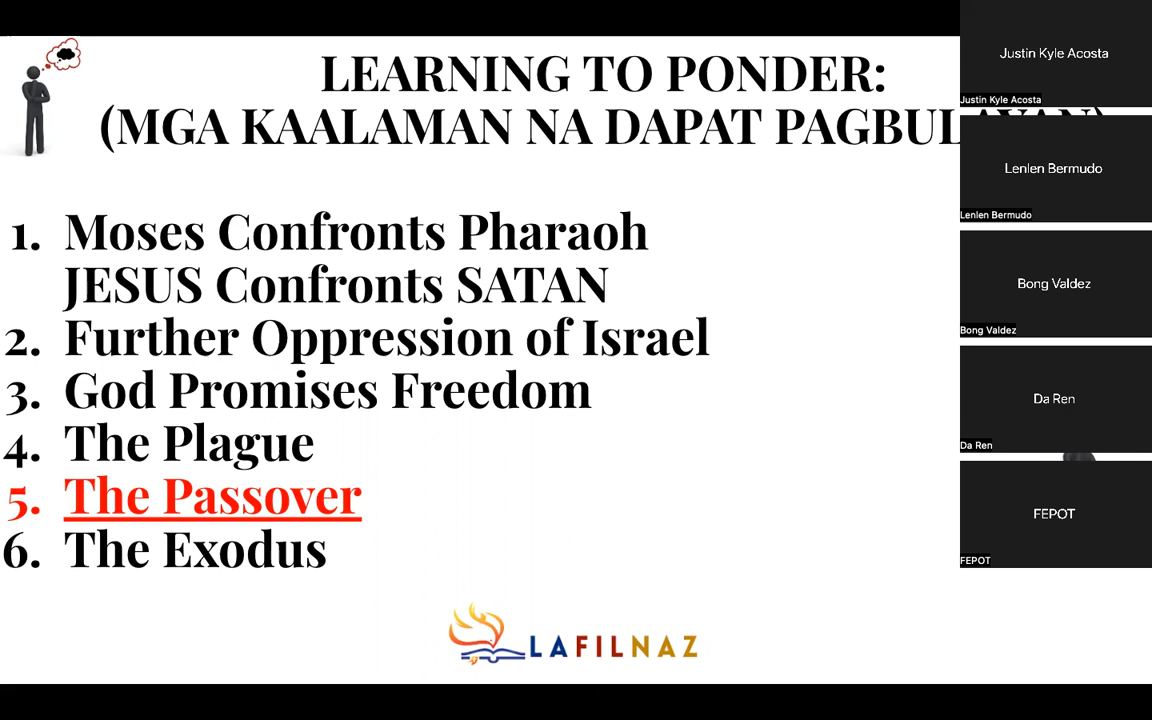 LEARNING TO PONDER:
(MGA KAALAMAN NA DAPAT
1. Moses Confronts Pharaoh
JESUS Confronts SATAN
2. Further Oppression of Israel
3. God Promises Freedom
4. The Plague
5. The Passover
6. The Exodus
LAFILNAZ
Justin Kyle Acosta
Justin Kyle Acosta
Lenlen Bermudo
Lenlen Bermudo
Bong Valdez
Bong Valdez
Da Ren
Da Ren
FEPOT
FEPOT